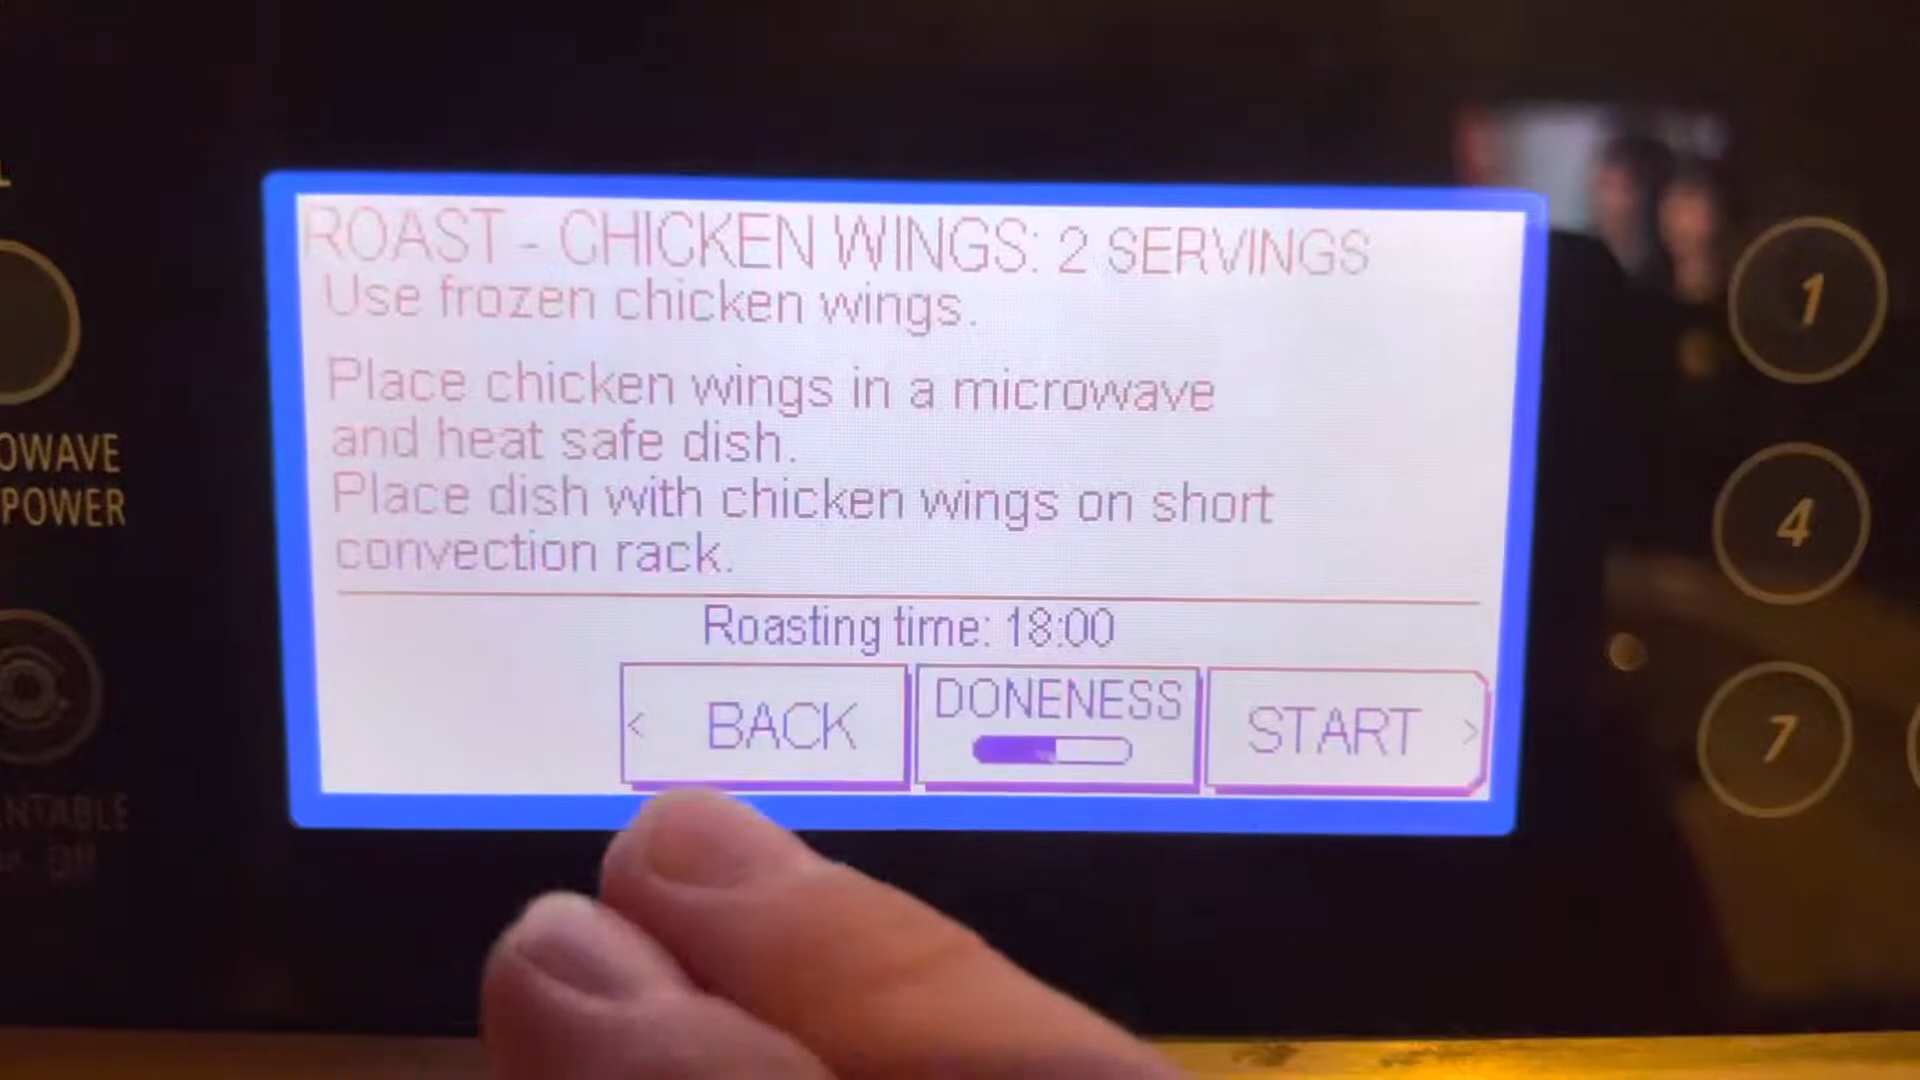 ROAST - CHICKEN WINGS: 2 SERVINGS
Use frozen chicken wings.
Place chicken wings in a microwave
and heat safe dish.
Place dish with chicken wings on short
convection rack.
Roasting time: 18:00
< BACK
DONENESS
START >
1
4
7
OWAVE
POWER
NTABLE
Off